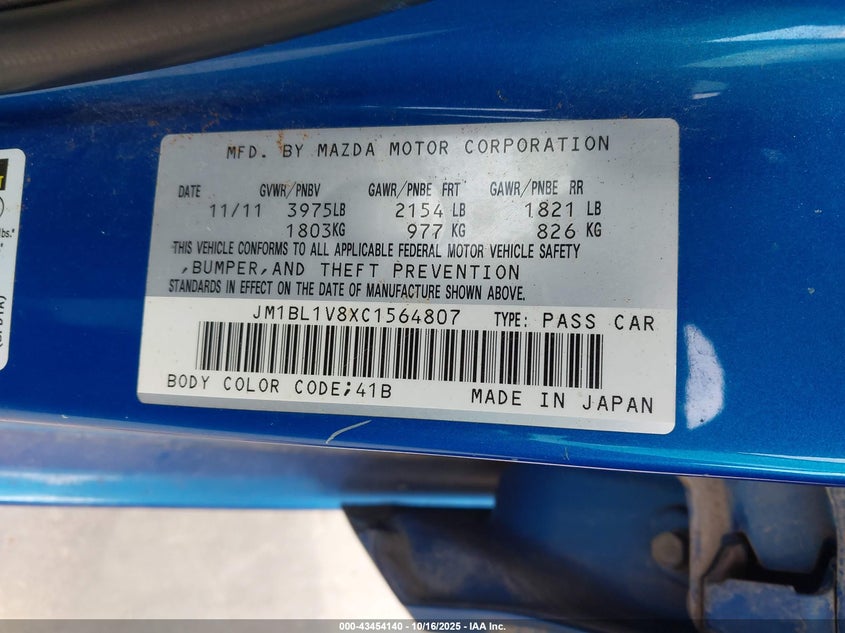 MFD. BY MAZDA MOTOR CORPORATION
DATE GVWR/PNBV GAWR/PNBE FRT GAWR/PNBE RR
11/11 3975LB 2154 LB 1821 LB
1803KG 977 KG 826 KG
THIS VEHICLE CONFORMS TO ALL APPLICABLE FEDERAL MOTOR VEHICLE SAFETY
,BUMPER,AND THEFT PREVENTION
STANDARDS IN EFFECT ON THE DATE OF MANUFACTURE SHOWN ABOVE.
JM1BL1V8XC1564807 TYPE: PASS CAR
BODY COLOR CODE;41B MADE IN JAPAN
lbs.
000-43454140 - 10/16/2025 - IAA Inc.